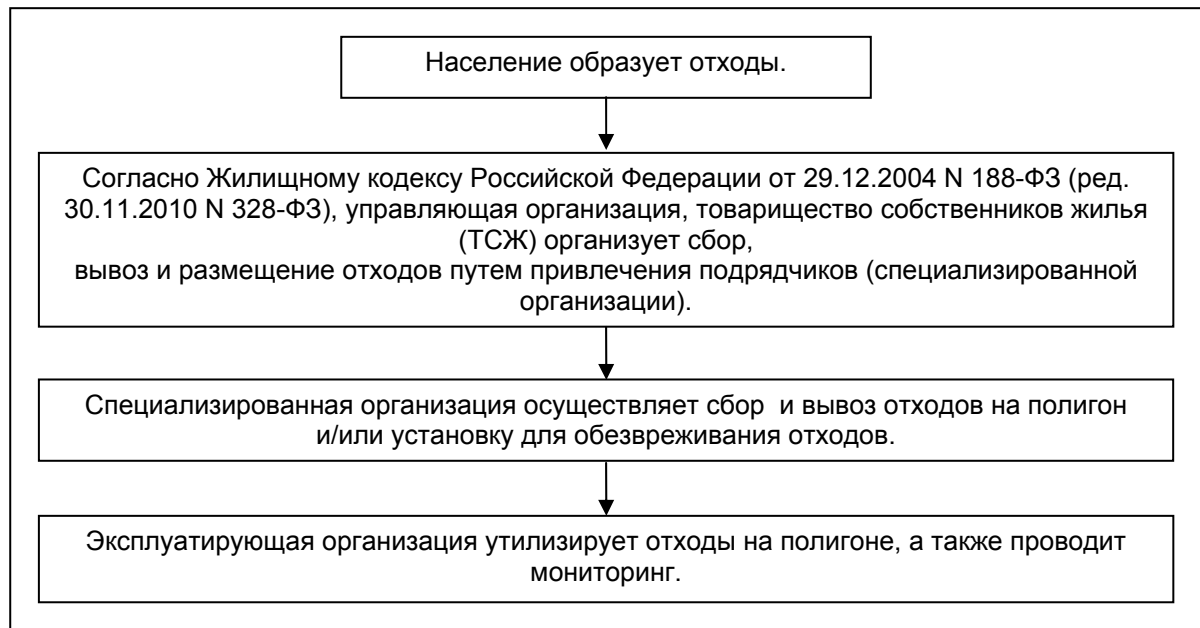 Население образует отходы.
Согласно Жилищному кодексу Российской Федерации от 29.12.2004 N 188-ФЗ (ред.
30.11.2010 N 328-ФЗ), управляющая организация, товарищество собственников жилья
(ТСЖ) организует сбор,
вывоз и размещение отходов путем привлечения подрядчиков (специализированной
организации).
Специализированная организация осуществляет сбор и вывоз отходов на полигон
и/или установку для обезвреживания отходов.
Эксплуатирующая организация утилизирует отходы на полигоне, а также проводит
мониторинг.